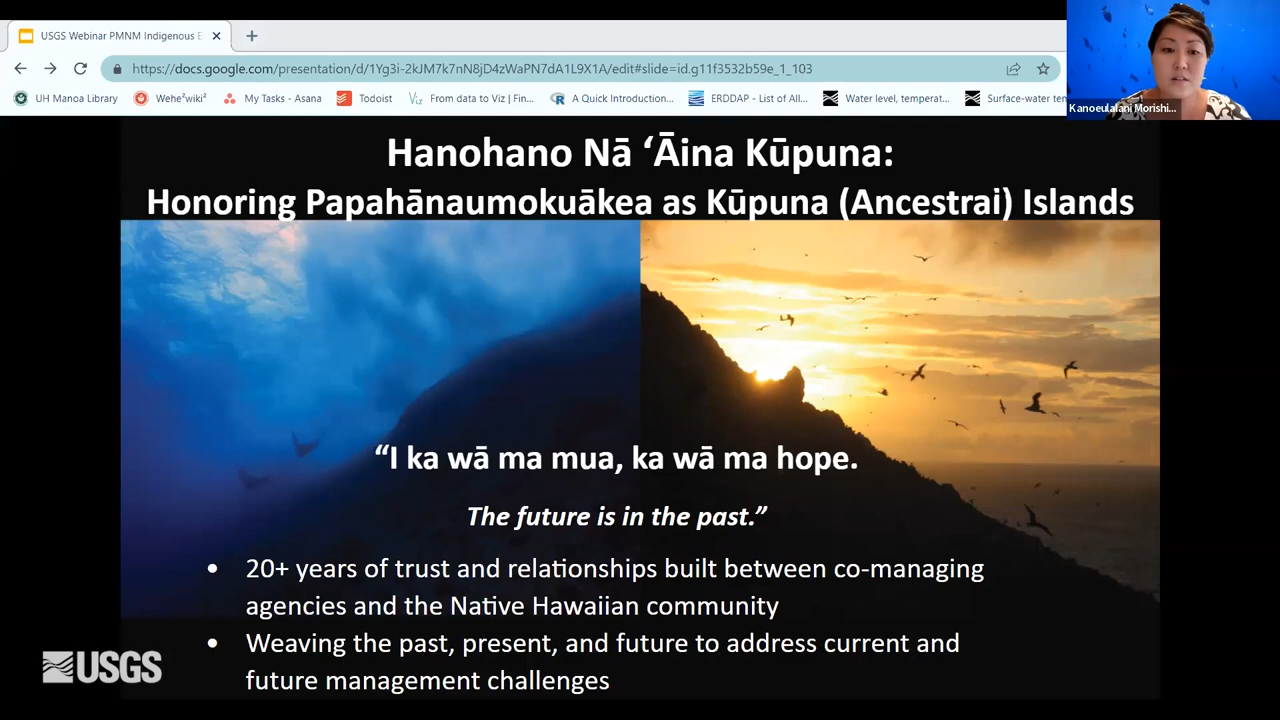 USGS Webinar PMNM Indigenous E
https://docs.google.com/presentation/d/1Yg3i-2kJM7k7nN8jD4zWaPN7dA1L9X1A/edit#slide=id.g11f3532b59e_1_103
UH Manoa Library
Wehe²wiki²
My Tasks - Asana
Todoist
From data to Viz | Fin...
A Quick Introduction...
ERDDAP - List of All...
Water level, temperat...
Surface-water ten
Kanoeulalani Morishi...
Hanohano Nā ʻĀina Kūpuna:
Honoring Papahānaumokuākea as Kūpuna (Ancestrai) Islands
“I ka wā ma mua, ka wā ma hope.
The future is in the past.”
• 20+ years of trust and relationships built between co-managing
agencies and the Native Hawaiian community
• Weaving the past, present, and future to address current and
future management challenges
USGS